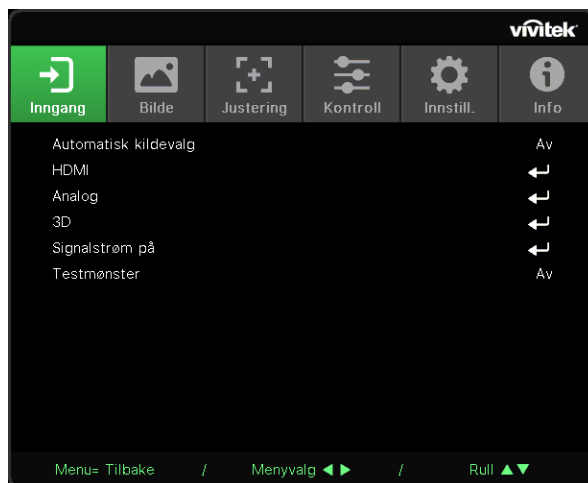 vivitek
Inngang Bilde Justering Kontroll Innstill. Info
Automatisk kildevalg Av
HDMI
Analog
3D
Signalstrøm på
Testmønster Av
Menu= Tilbake / Menyvalg ◀ ▶ / Rull ▲▼